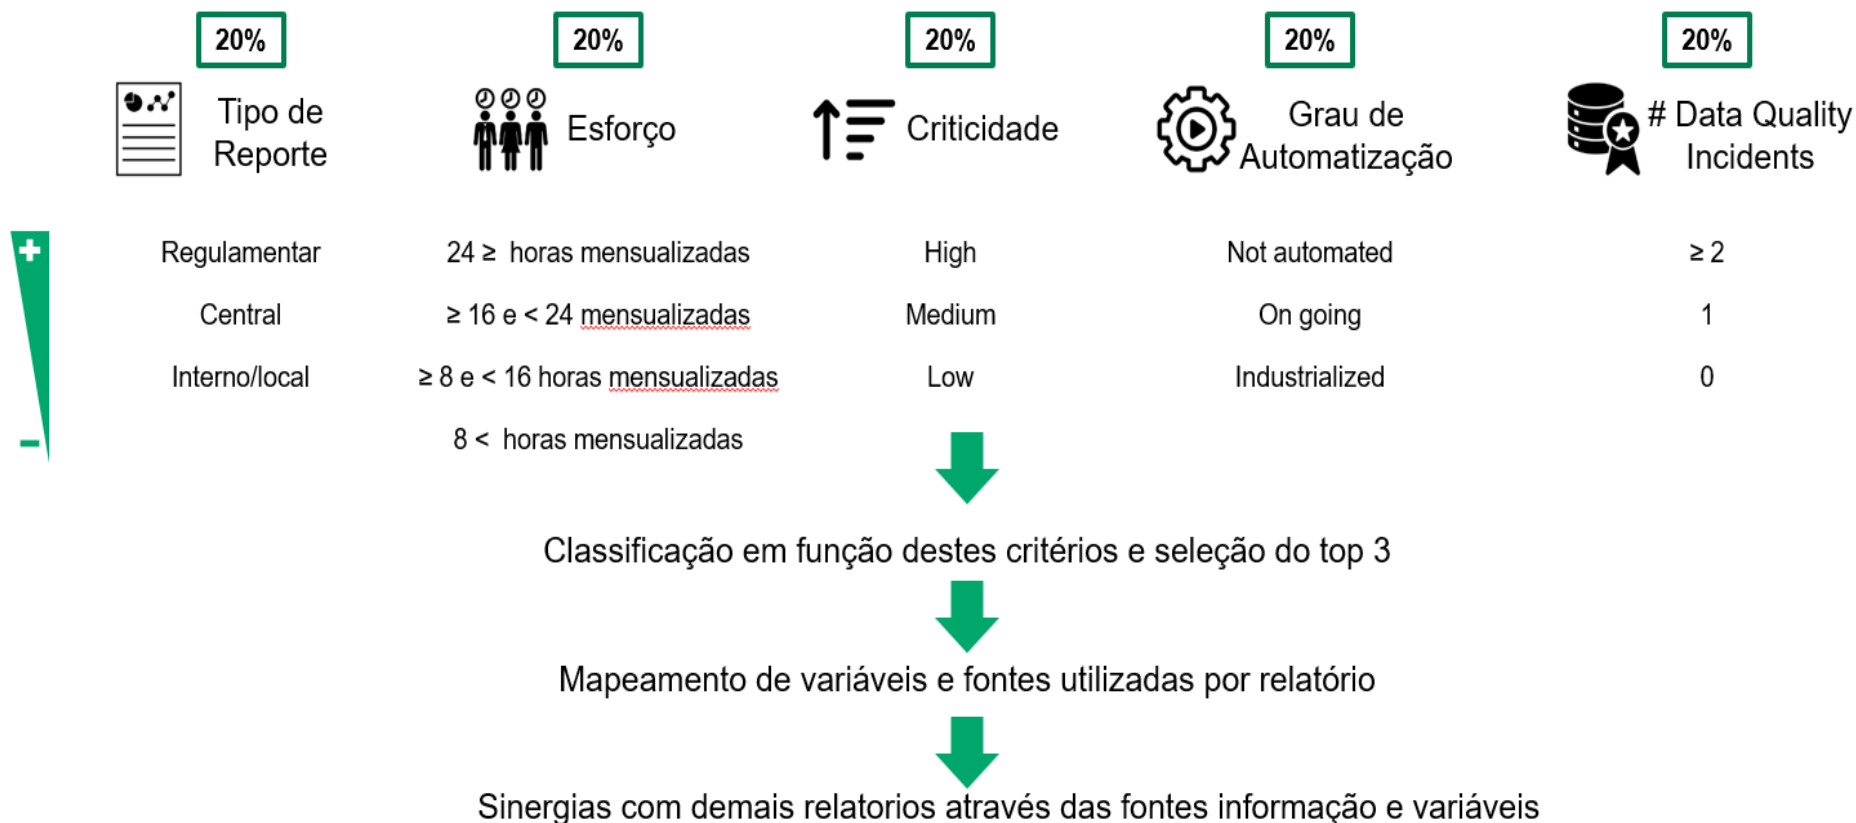 20%
20%
20%
20%
20%
Tipo de
Reporte
Esforço
Criticidade
Grau de
Automatização
# Data Quality
Incidents
Regulamentar
24 ≥ horas mensualizadas
High
Not automated
≥ 2
Central
≥ 16 e < 24 mensualizadas
Medium
On going
1
Interno/local
≥ 8 e < 16 horas mensualizadas
Low
Industrialized
0
8 < horas mensualizadas
Classificação em função destes critérios e seleção do top 3
Mapeamento de variáveis e fontes utilizadas por relatório
Sinergias com demais relatorios através das fontes informação e variáveis